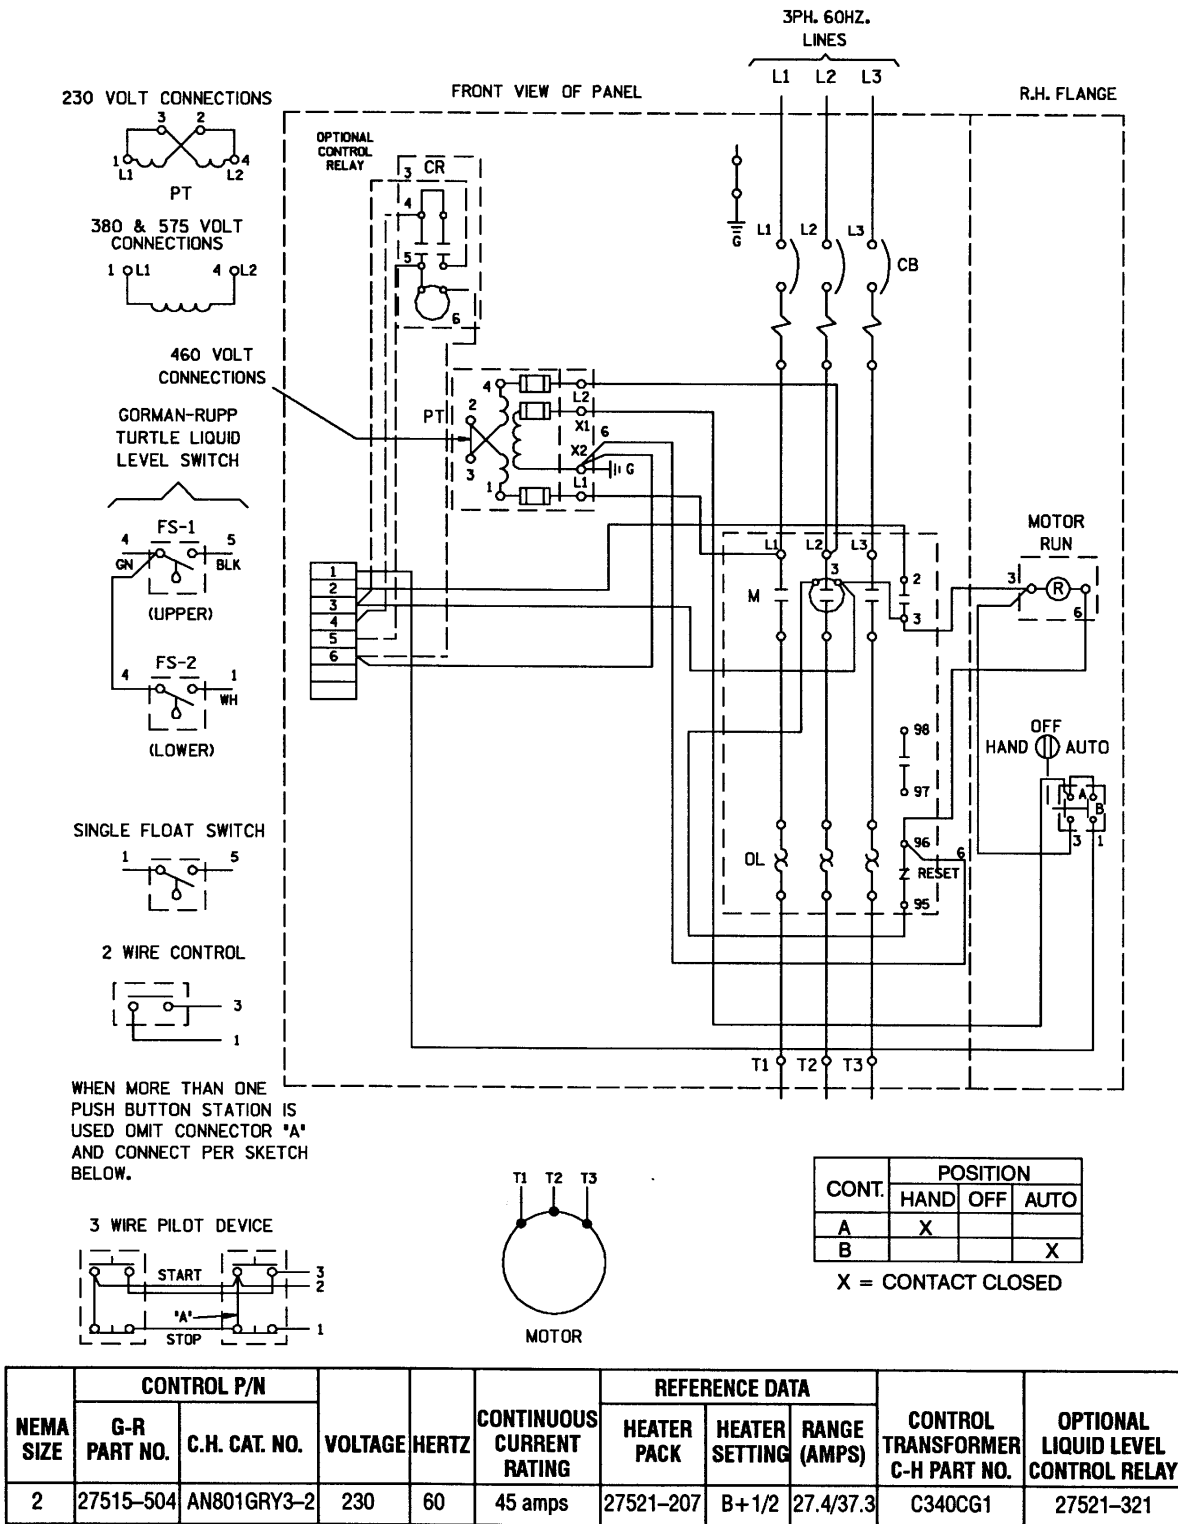 3PH. 60HZ.
LINES
L1 L2 L3
FRONT VIEW OF PANEL
R.H. FLANGE
230 VOLT CONNECTIONS
3 2
1 4
L1 L2
PT
380 & 575 VOLT
CONNECTIONS
1 L1 4 L2
460 VOLT
CONNECTIONS
OPTIONAL
CONTROL
RELAY
CR
3
4
5
6
G
L1 L2 L3
CB
PT
4
2
3
1
L2
X1
X2
L1
6
G
GORMAN-RUPP
TURTLE LIQUID
LEVEL SWITCH
FS-1
4 5
GN BLK
(UPPER)
FS-2
4 1
WH
(LOWER)
1
2
3
4
5
6
L1 L2 L3
M
3
2
3
MOTOR
RUN
3 R
6
98
97
OFF
HAND AUTO
A
B
3 1
OL
96
6
RESET
95
T1 T2 T3
SINGLE FLOAT SWITCH
1 5
2 WIRE CONTROL
3
1
WHEN MORE THAN ONE
PUSH BUTTON STATION IS
USED OMIT CONNECTOR "A"
AND CONNECT PER SKETCH
BELOW.
3 WIRE PILOT DEVICE
START
3
2
"A"
STOP
1
T1 T2 T3
MOTOR
CONT. POSITION
HAND OFF AUTO
A X
B X
X = CONTACT CLOSED
NEMA SIZE CONTROL P/N VOLTAGE HERTZ CONTINUOUS CURRENT RATING REFERENCE DATA CONTROL TRANSFORMER C-H PART NO. OPTIONAL LIQUID LEVEL CONTROL RELAY
G-R PART NO. C.H. CAT. NO. HEATER PACK HEATER SETTING RANGE (AMPS)
2 27515–504 AN801GRY3–2 230 60 45 amps 27521–207 B+1/2 27.4/37.3 C340CG1 27521–321